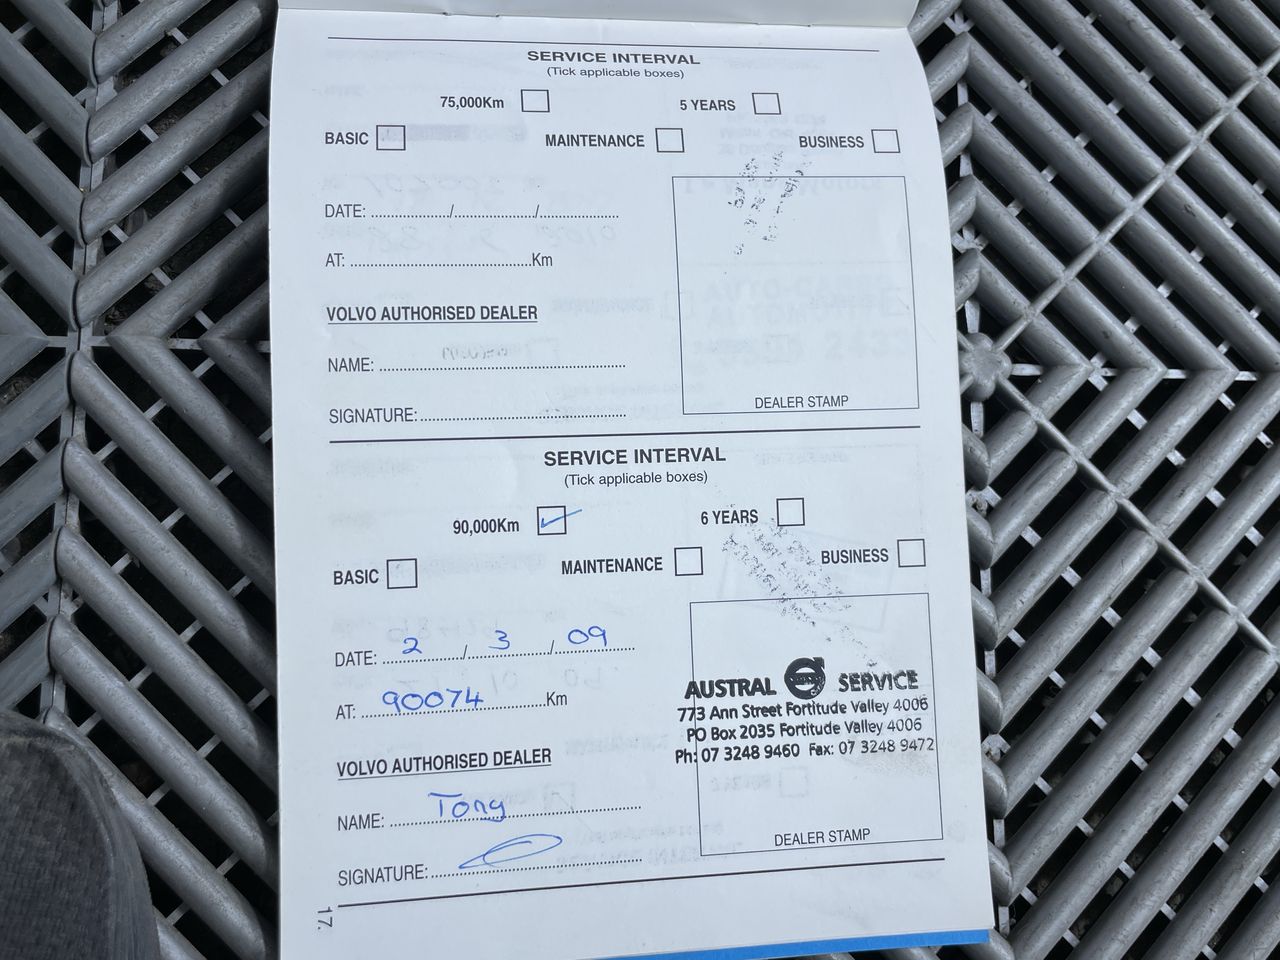 SERVICE INTERVAL
(Tick applicable boxes)
75,000Km 5 YEARS
BASIC MAINTENANCE BUSINESS
DATE: ............/............/............
AT: ............Km
VOLVO AUTHORISED DEALER
NAME: ............
SIGNATURE: ............
DEALER STAMP
SERVICE INTERVAL
(Tick applicable boxes)
90,000Km 6 YEARS
BASIC MAINTENANCE BUSINESS
DATE: 2 / 3 / 09
AT: 90074 Km
VOLVO AUTHORISED DEALER
NAME: Tony
SIGNATURE: ............
AUSTRAL VOLVO SERVICE
773 Ann Street Fortitude Valley 4006
PO Box 2035 Fortitude Valley 4006
Ph: 07 3248 9460 Fax: 07 3248 9472
DEALER STAMP
17.